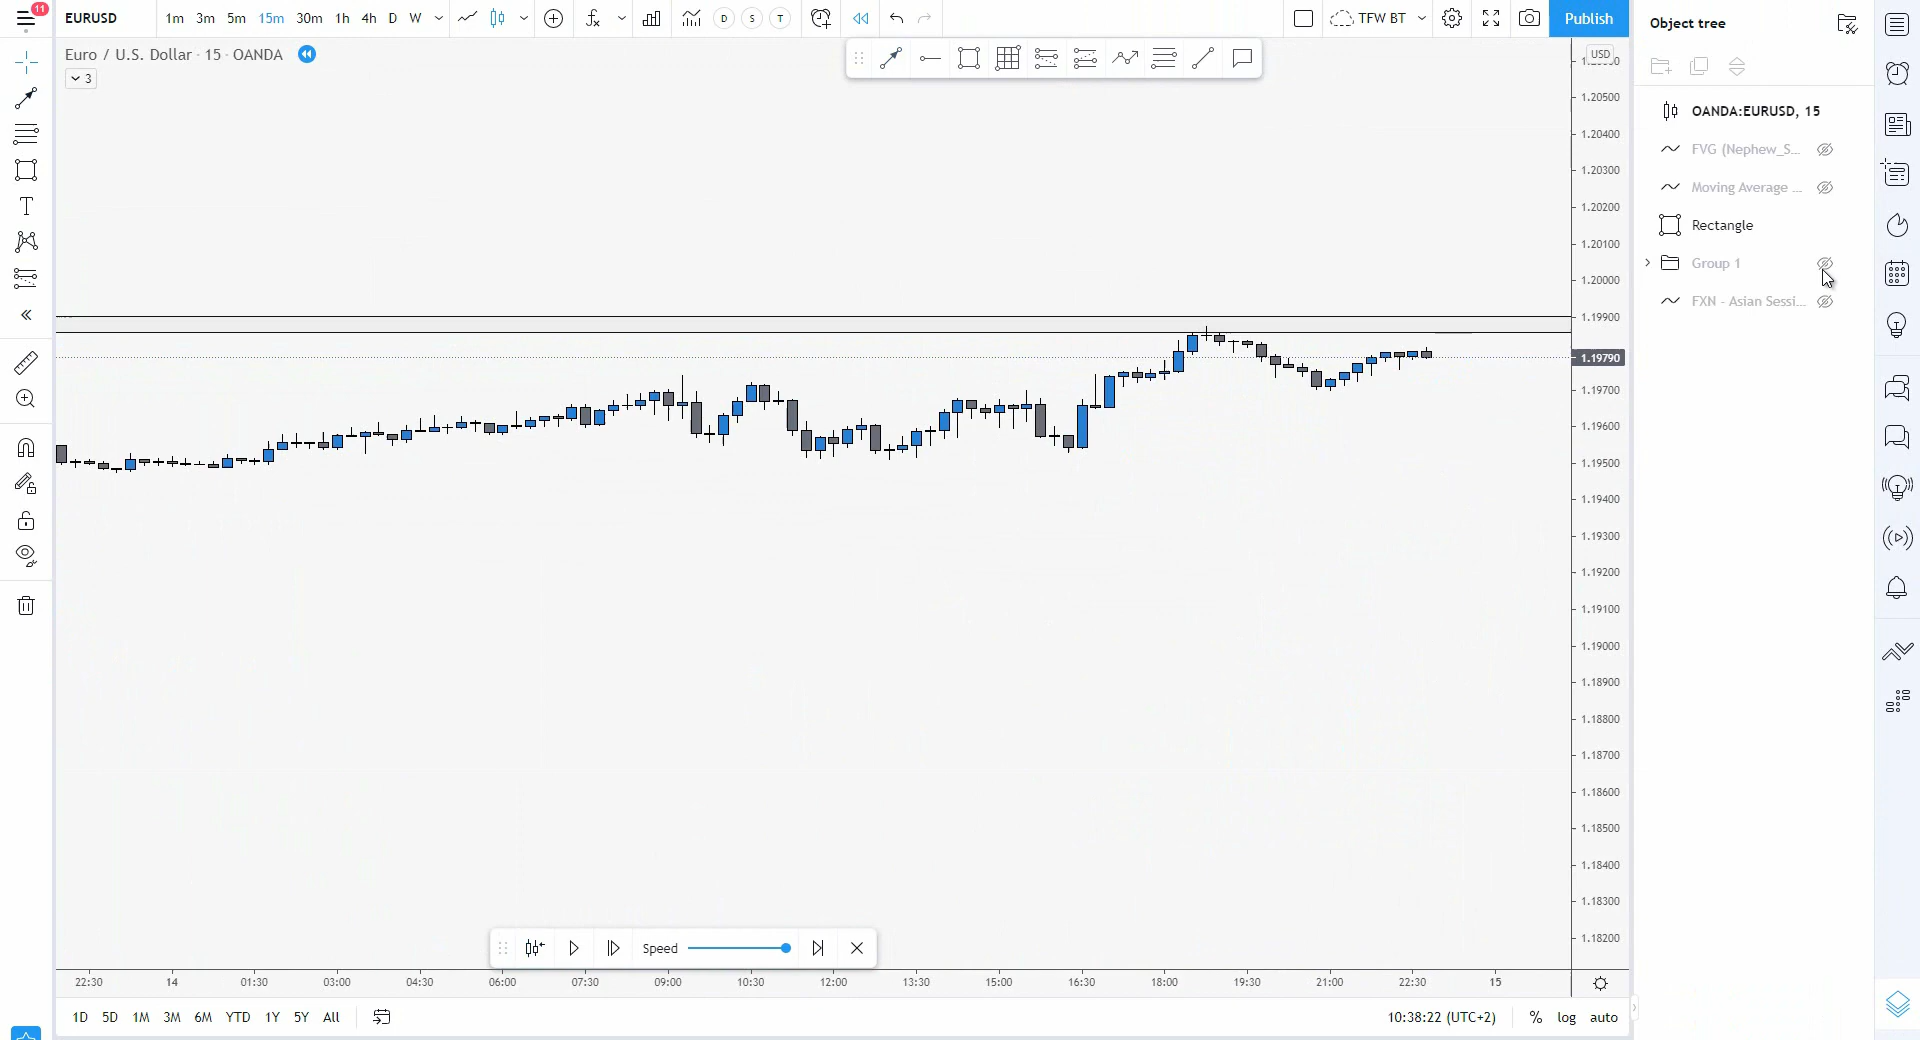 11
EURUSD
1m 3m 5m 15m 30m 1h 4h D W
D S T
TFW BT
Publish
Object tree
Euro / U.S. Dollar · 15 · OANDA
3
USD
1.20500
1.20400
1.20300
1.20200
1.20100
1.20000
1.19900
1.19790
1.19700
1.19600
1.19500
1.19400
1.19300
1.19200
1.19100
1.19000
1.18900
1.18800
1.18700
1.18600
1.18500
1.18400
1.18300
1.18200
OANDA:EURUSD, 15
FVG (Nephew_S...
Moving Average ...
Rectangle
Group 1
FXN - Asian Sessi...
Speed
22:30 14 01:30 03:00 04:30 06:00 07:30 09:00 10:30 12:00 13:30 15:00 16:30 18:00 19:30 21:00 22:30 15
1D 5D 1M 3M 6M YTD 1Y 5Y All
10:38:22 (UTC+2)
% log auto